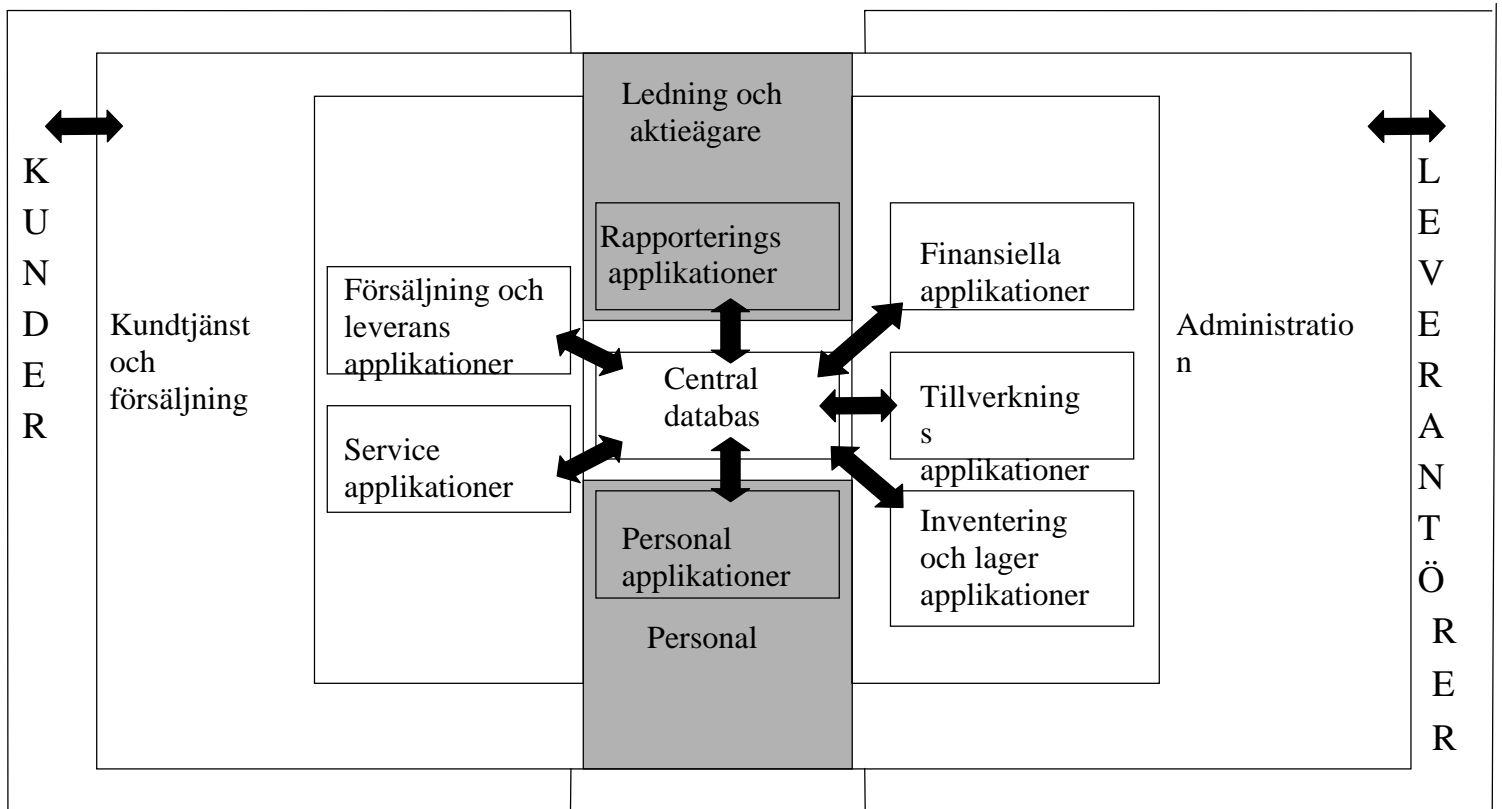 K
U
N
D
E
R
Kundtjänst
och
försäljning
Försäljning och
leverans
applikationer
Service
applikationer
Ledning och
aktieägare
Rapporterings
applikationer
Central
databas
Personal
applikationer
Personal
Finansiella
applikationer
Tillverkning
s
applikationer
Inventering
och lager
applikationer
Administratio
n
L
E
V
E
R
A
N
T
Ö
R
E
R